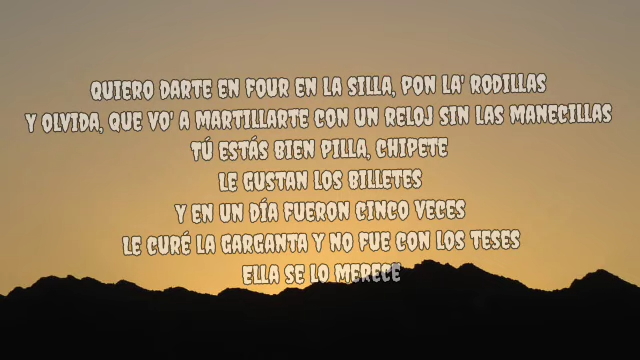 QUIERO DARTE EN FOUR EN LA SILLA, PON LA' RODILLAS
Y OLVIDA, QUE VO' A MARTILLARTE CON UN RELOJ SIN LAS MANECILLAS
TÚ ESTÁS BIEN PILLA, CHIPETE
LE GUSTAN LOS BILLETES
Y EN UN DÍA FUERON CINCO VECES
LE CURÉ LA GARGANTA Y NO FUE CON LOS TESES
ELLA SE LO MERECE